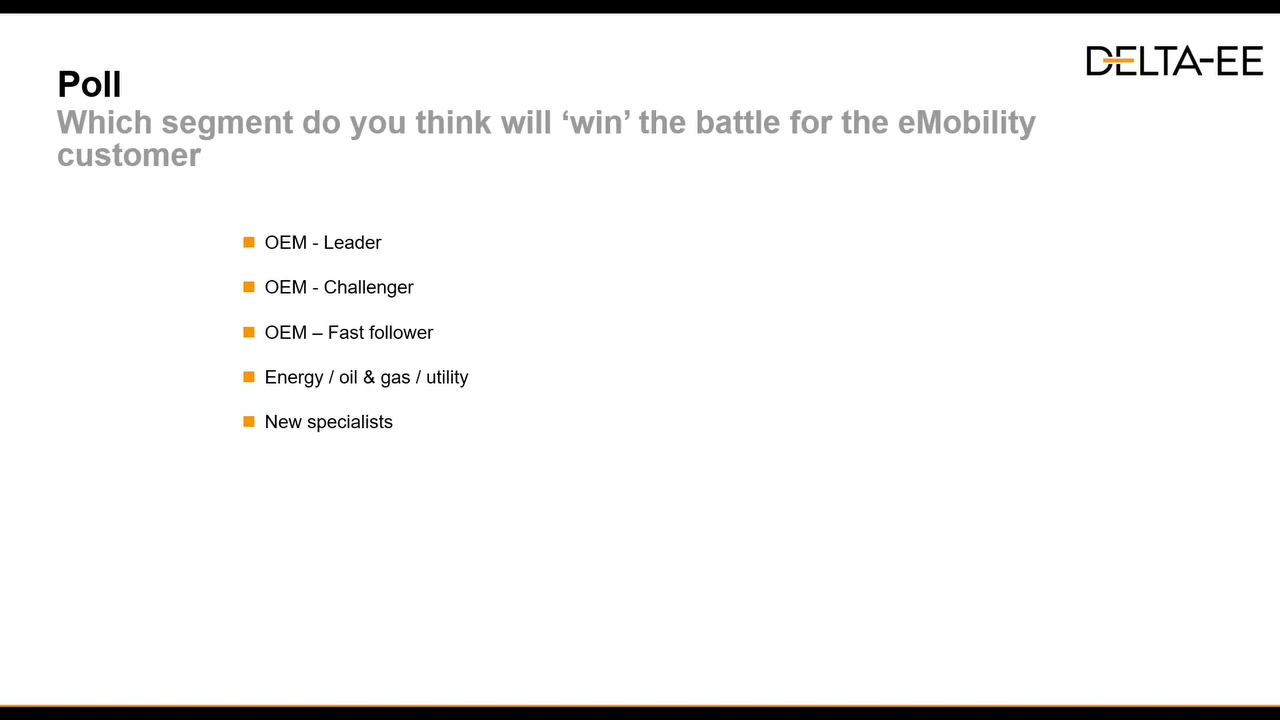 DELTA-EE
Poll
Which segment do you think will ‘win’ the battle for the eMobility
customer
OEM - Leader
OEM - Challenger
OEM – Fast follower
Energy / oil & gas / utility
New specialists